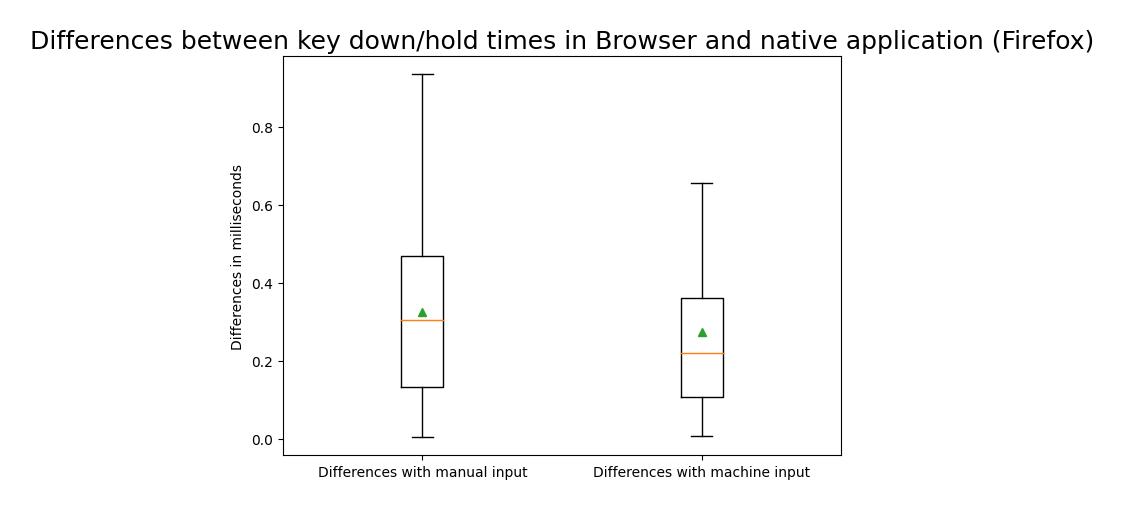 Differences between key down/hold times in Browser and native application (Firefox)
0.8
0.6
0.4
0.2
0.0
Differences in milliseconds
Differences with manual input
Differences with machine input